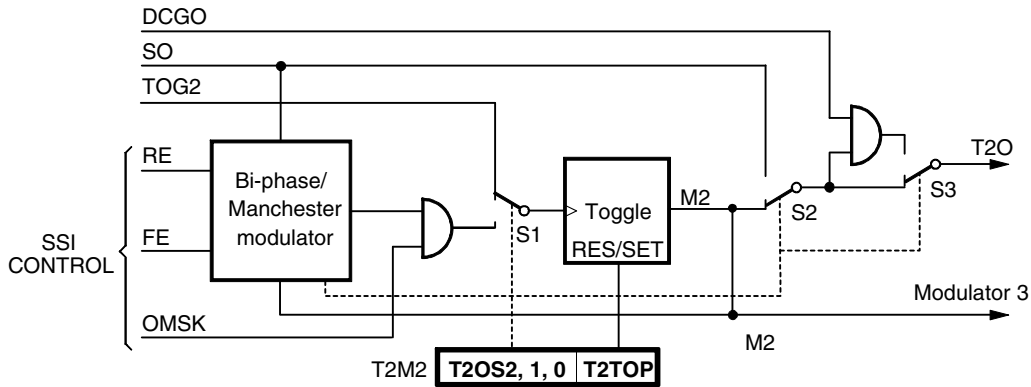 DCGO
SO
TOG2
RE
Bi-phase/
Manchester
modulator
FE
SSI
CONTROL
OMSK
S1
Toggle
RES/SET
M2
S2
S3
T2O
Modulator 3
M2
T2M2
T2OS2, 1, 0
T2TOP